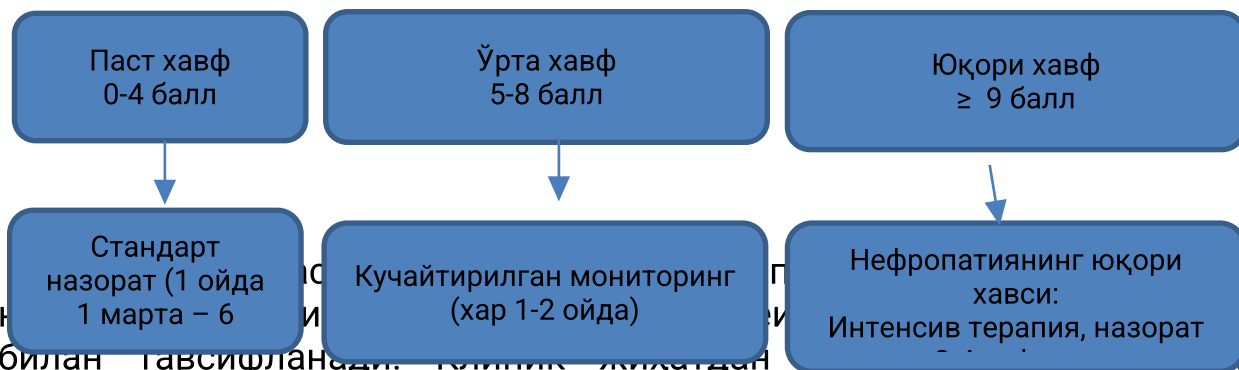 Паст хавф
0-4 балл
Ўрта хавф
5-8 балл
Юқори хавф
≥ 9 балл
Стандарт
назорат (1 ойда
1 марта – 6
Кучайтирилган мониторинг
(хар 1-2 ойда)
Нефропатиянинг юқори
хавси:
Интенсив терапия, назорат
билан тавсифланади. Клиник жиҳатдан